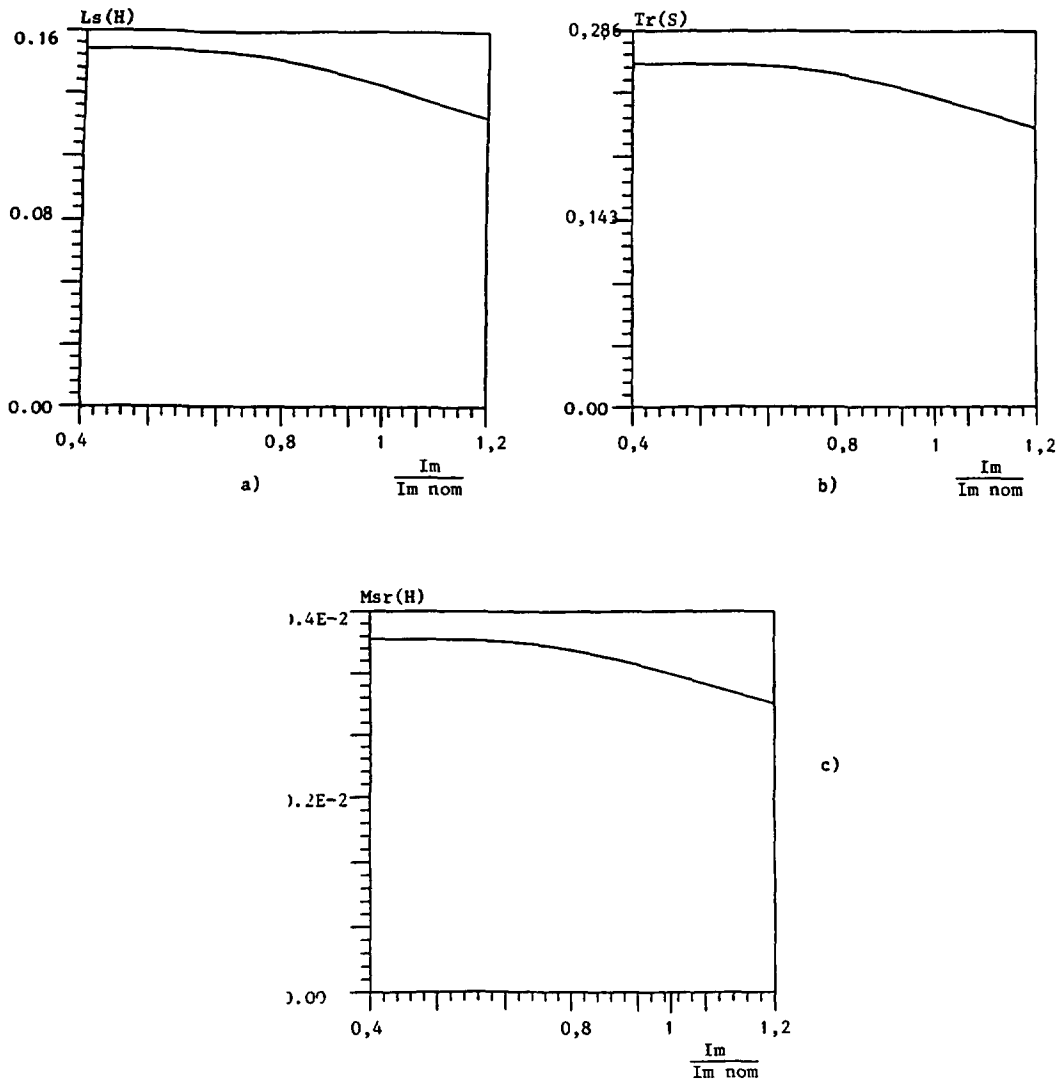 Ls(H)
0.16
0.08
0.00
0,4
0,8
1
1,2
Im
Im nom
a)
Tr(S)
0,286
0,143
0.00
0,4
0,8
1
1,2
Im
Im nom
b)
Msr(H)
).4E-2
).2E-2
).00
0,4
0,8
1
1,2
Im
Im nom
c)